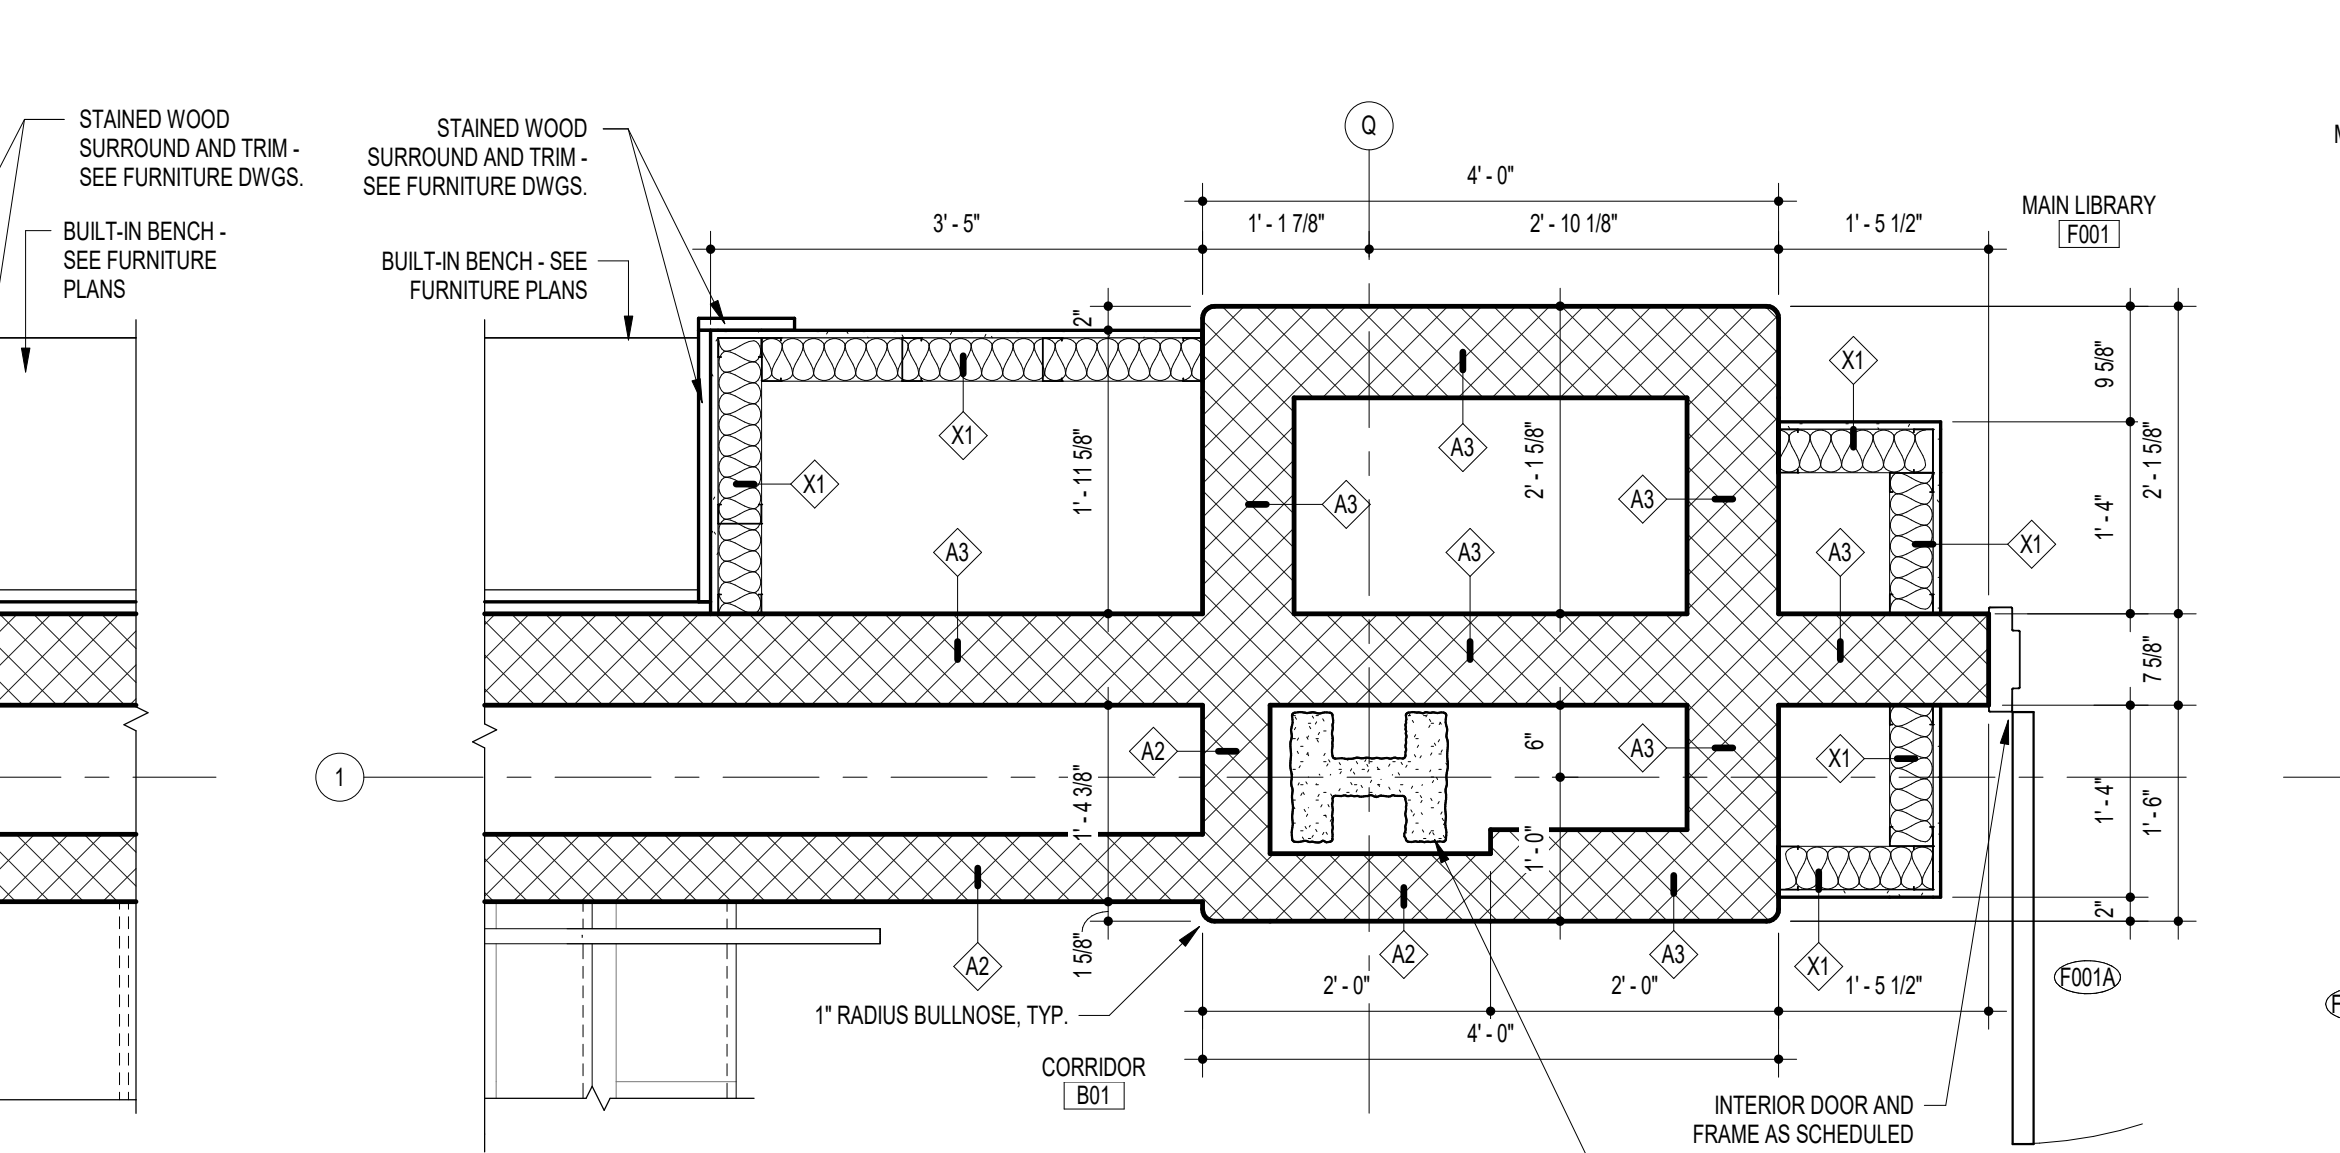 STAINED WOOD
SURROUND AND TRIM -
SEE FURNITURE DWGS.
BUILT-IN BENCH -
SEE FURNITURE
PLANS
STAINED WOOD
SURROUND AND TRIM -
SEE FURNITURE DWGS.
BUILT-IN BENCH - SEE
FURNITURE PLANS
Q
4' - 0"
3' - 5"
1' - 1 7/8"
2' - 10 1/8"
1' - 5 1/2"
MAIN LIBRARY
F001
2"
1' - 11 5/8"
1' - 4 3/8"
1 5/8"
2' - 1 5/8"
6"
1' - 0"
9 5/8"
1' - 4"
2' - 1 5/8"
7 5/8"
1' - 4"
1' - 6"
2"
X1
X1
A3
A3
A3
A3
A3
X1
A3
X1
A2
A3
X1
1
A2
A2
A3
X1
F001A
2' - 0"
2' - 0"
1' - 5 1/2"
4' - 0"
1" RADIUS BULLNOSE, TYP.
CORRIDOR
B01
INTERIOR DOOR AND
FRAME AS SCHEDULED